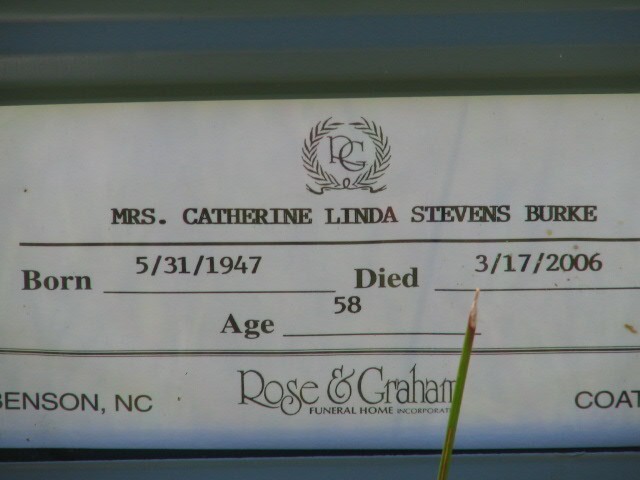 RG
MRS. CATHERINE LINDA STEVENS BURKE
Born 5/31/1947 Died 3/17/2006
Age 58
BENSON, NC Rose & Graham COAT
FUNERAL HOME INCORPORAT